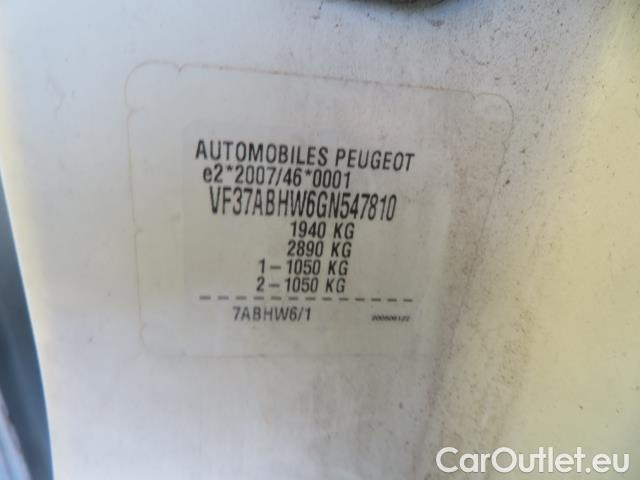 AUTOMOBILES PEUGEOT
e2*2007/46*0001
VF37ABHW6GN547810
1940 KG
2890 KG
1-1050 KG
2-1050 KG
7ABHW6/1
CarOutlet.eu